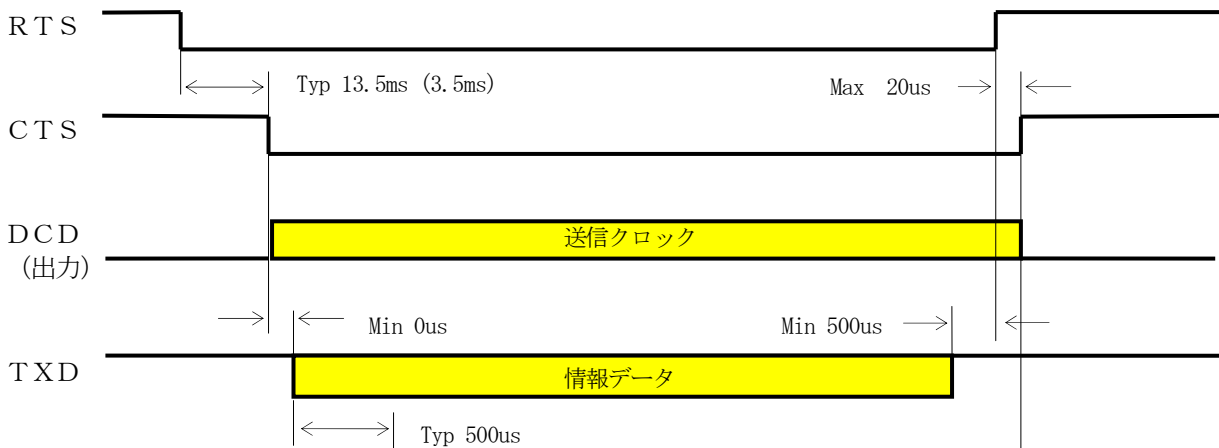 ＲＴＳ
Typ 13.5ms (3.5ms)
Max 20us
ＣＴＳ
ＤＣＤ
(出力)
送信クロック
Min 0us
Min 500us
ＴＸＤ
情報データ
Typ 500us